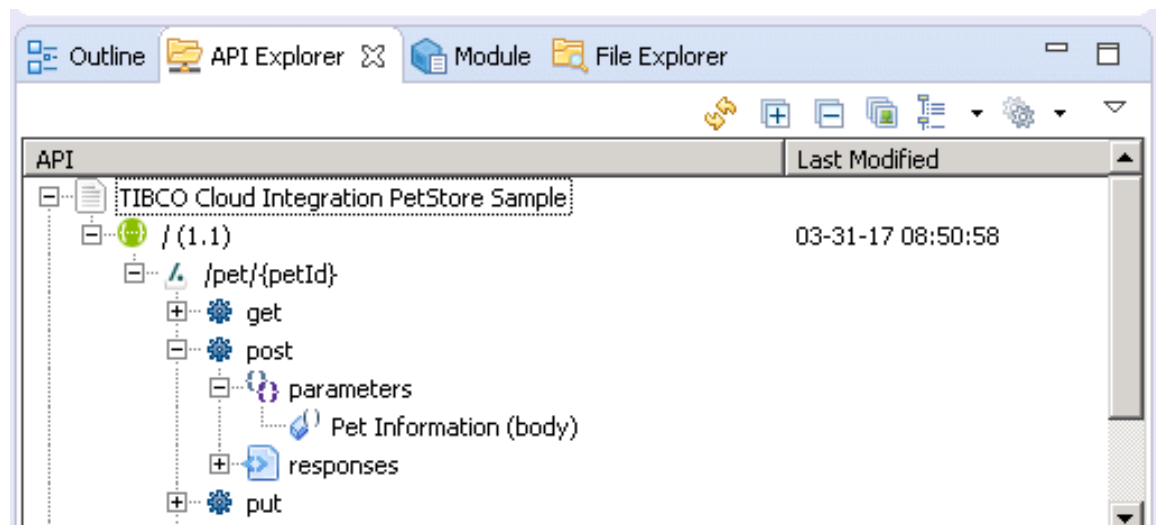 Outline API Explorer Module File Explorer
API Last Modified
TIBCO Cloud Integration PetStore Sample
/ (1.1) 03-31-17 08:50:58
/pet/{petId}
get
post
parameters
Pet Information (body)
responses
put